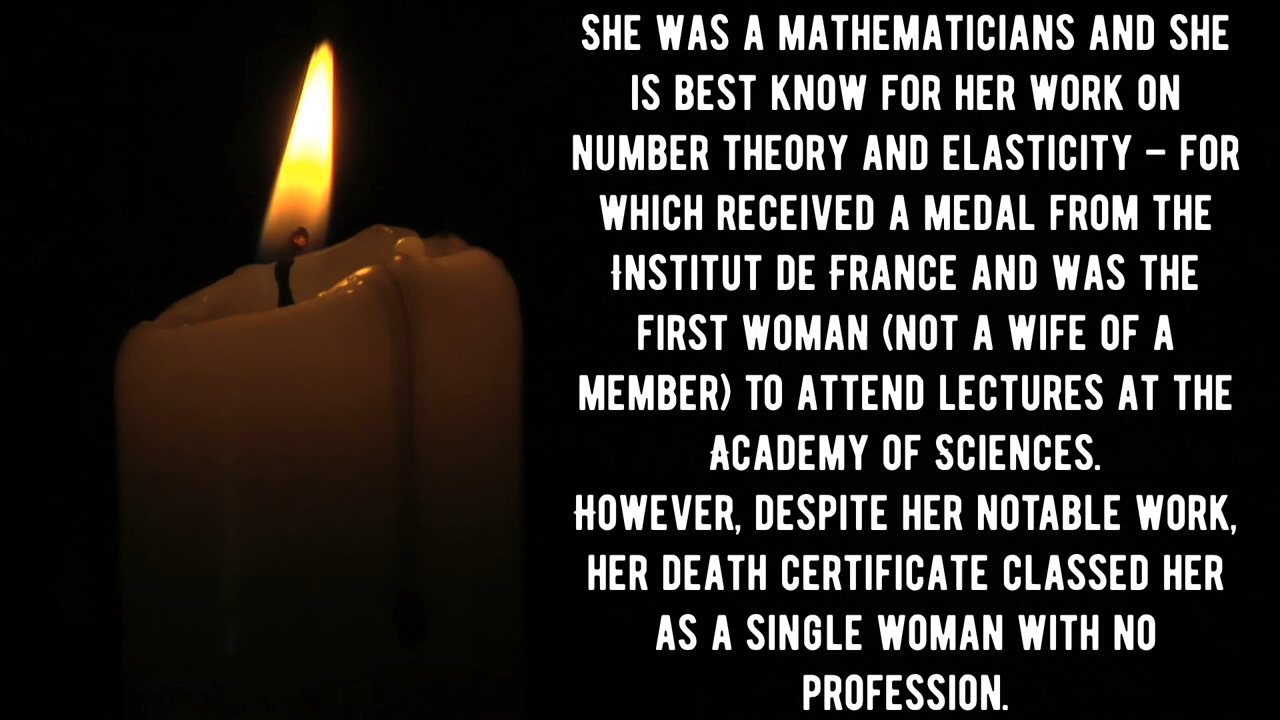 SHE WAS A MATHEMATICIANS AND SHE
IS BEST KNOW FOR HER WORK ON
NUMBER THEORY AND ELASTICITY – FOR
WHICH RECEIVED A MEDAL FROM THE
INSTITUT DE FRANCE AND WAS THE
FIRST WOMAN (NOT A WIFE OF A
MEMBER) TO ATTEND LECTURES AT THE
ACADEMY OF SCIENCES.
HOWEVER, DESPITE HER NOTABLE WORK,
HER DEATH CERTIFICATE CLASSED HER
AS A SINGLE WOMAN WITH NO
PROFESSION.